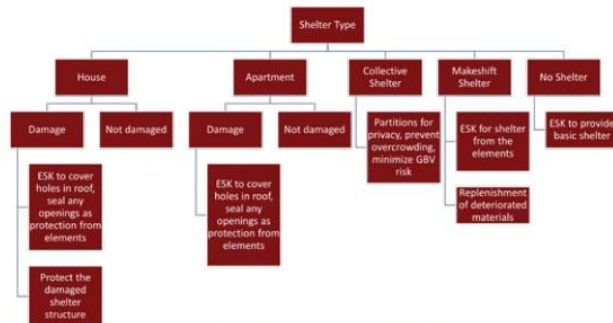 Shelter Type
House
Apartment
Collective
Shelter
Makeshift
Shelter
No Shelter
Damage
Not damaged
Damage
Not damaged
Partitions for
privacy, prevent
overcrowding,
minimize GBV
risk
ESK for shelter
from the
elements
ESK to provide
basic shelter
ESK to cover
holes in roof,
seal any
openings as
protection from
elements
ESK to cover
holes in roof,
seal any
openings as
protection from
elements
Replenishment
of deteriorated
materials
Protect the
damaged
shelter
structure